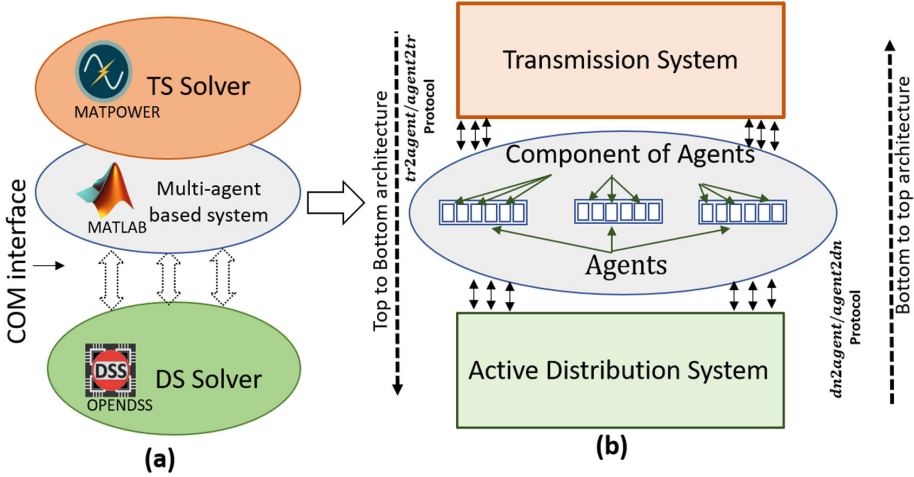 TS Solver
MATPOWER
Multi-agent
based system
MATLAB
COM interface
DSS
DS Solver
OPENDSS
(a)
Top to Bottom architecture
tr2agent/agent2tr
Protocol
Transmission System
Component of Agents
Agents
Active Distribution System
(b)
dn2agent/agent2dn
Protocol
Bottom to top architecture